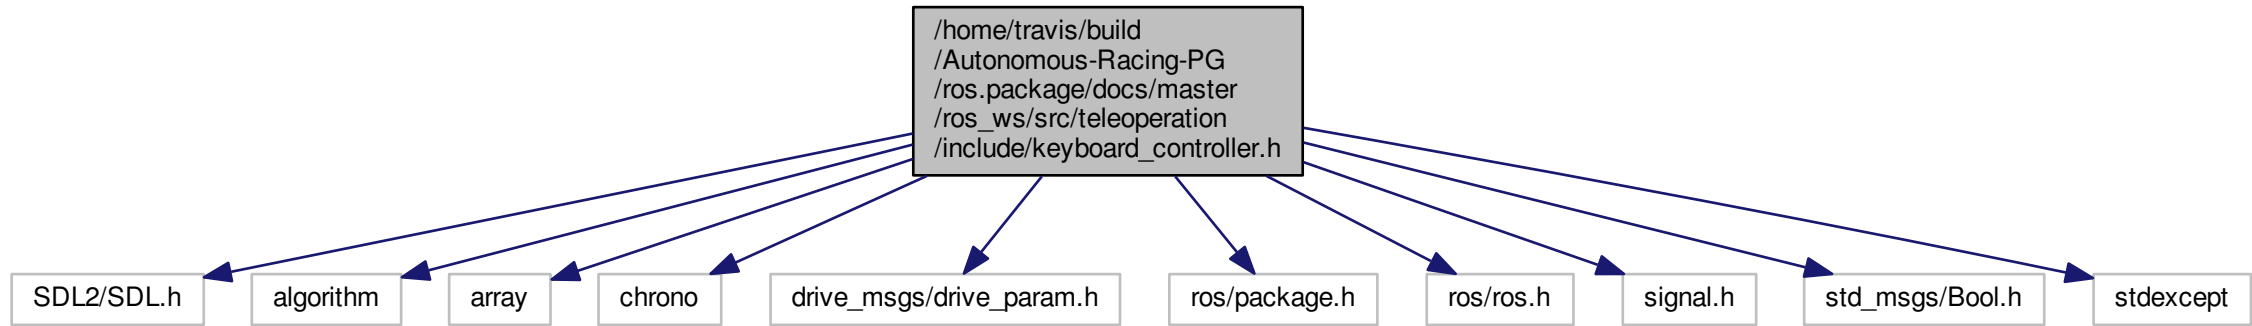 /home/travis/build
/Autonomous-Racing-PG
/ros.package/docs/master
/ros_ws/src/teleoperation
/include/keyboard_controller.h
SDL2/SDL.h
algorithm
array
chrono
drive_msgs/drive_param.h
ros/package.h
ros/ros.h
signal.h
std_msgs/Bool.h
stdexcept